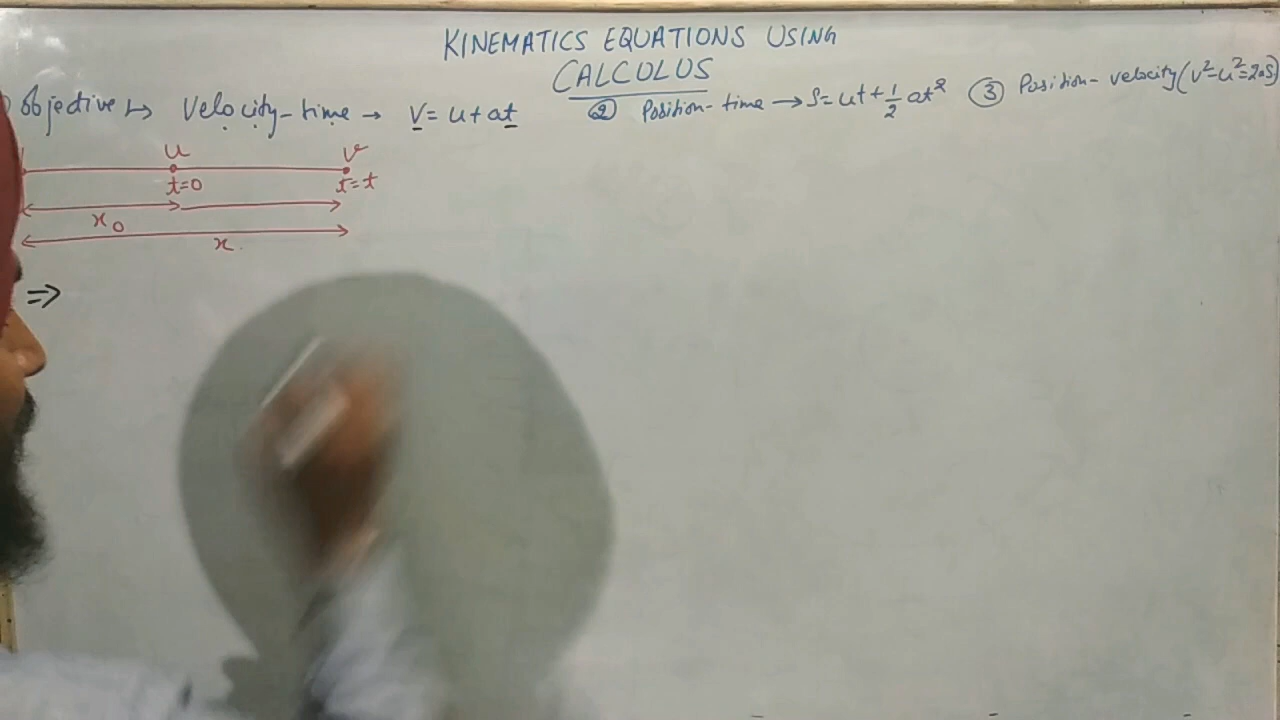 KINEMATICS EQUATIONS USING
CALCULUS
Objective ↦ Velocity-time → V = u + at
② Position-time → S = ut + 1/2 at²
③ Position-velocity (v²-u²=2as)
u v
t=0 t=t
x₀
x
⇒